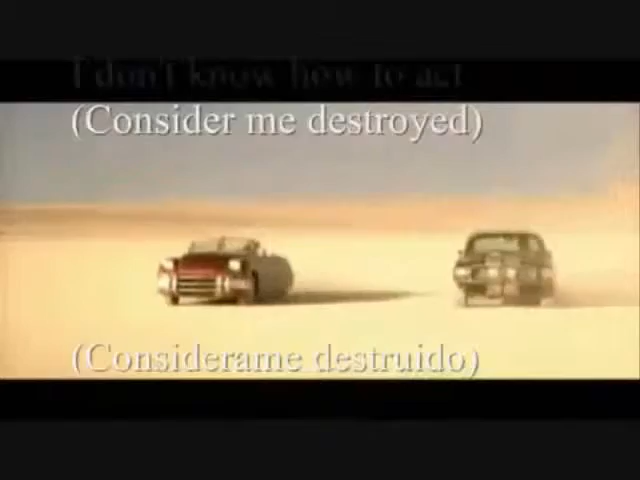 I don't know how to act
(Consider me destroyed)
(Considerame destruido)